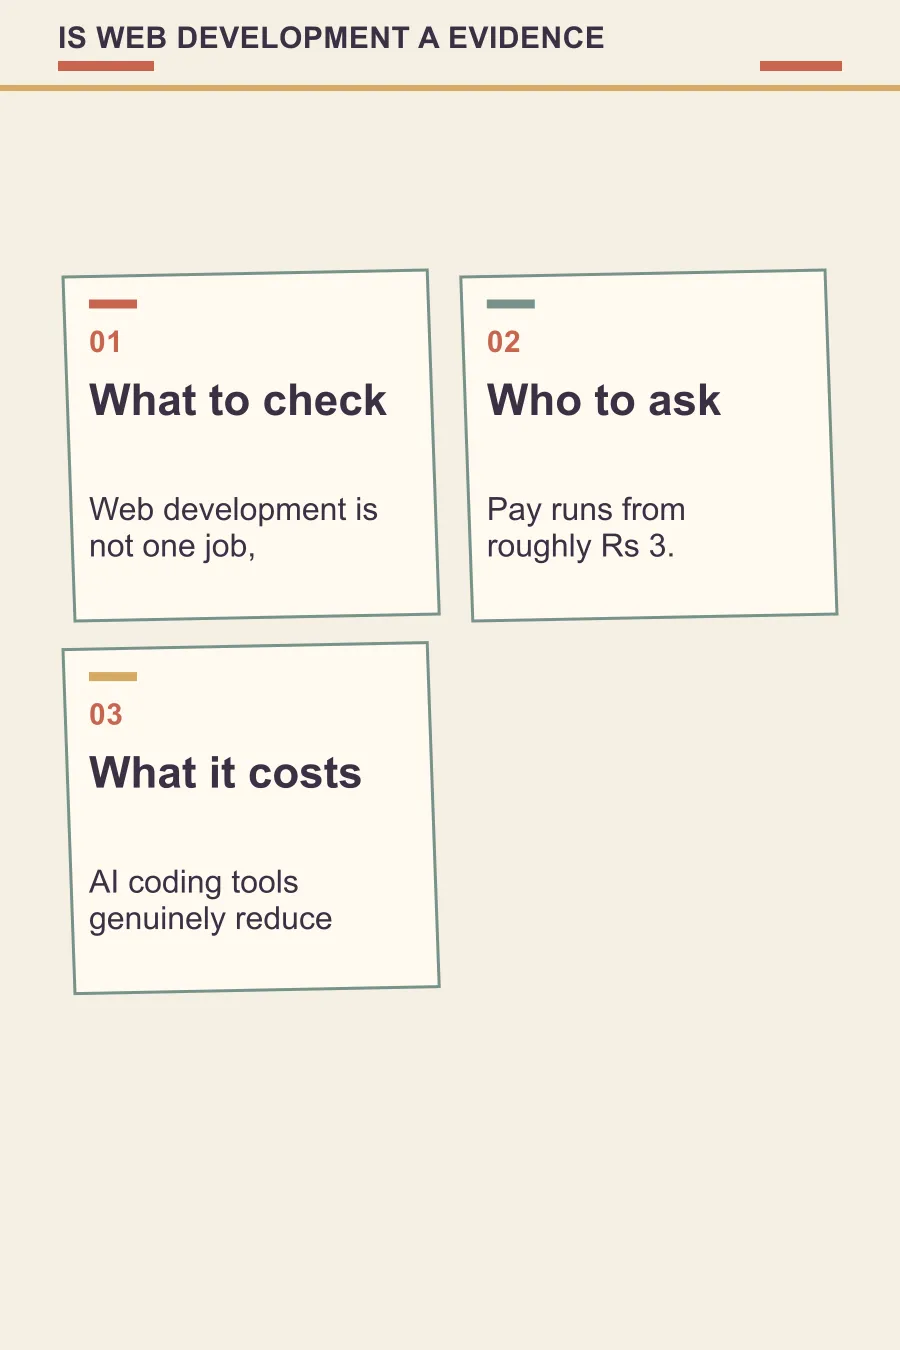 IS WEB DEVELOPMENT A EVIDENCE
01
What to check
Web development is
not one job,
02
Who to ask
Pay runs from
roughly Rs 3.
03
What it costs
AI coding tools
genuinely reduce